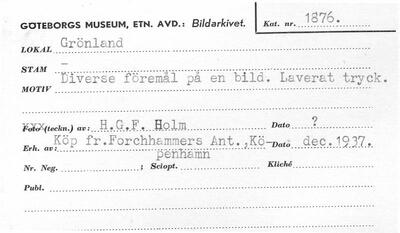 GÖTEBORGS MUSEUM, ETN. AVD.: Bildarkivet. Kat. nr. 1876.
LOKAL Grönland
STAM —
MOTIV Diverse föremål på en bild. Laverat tryck.
Foto (teckn.) av: H.G.F. Holm Dato ?
Erh. av: Köp fr. Forchhammers Ant., Kö- Dato dec. 1937.
penhamn
Nr. Neg. ; Sciopt. Kliché
Publ.